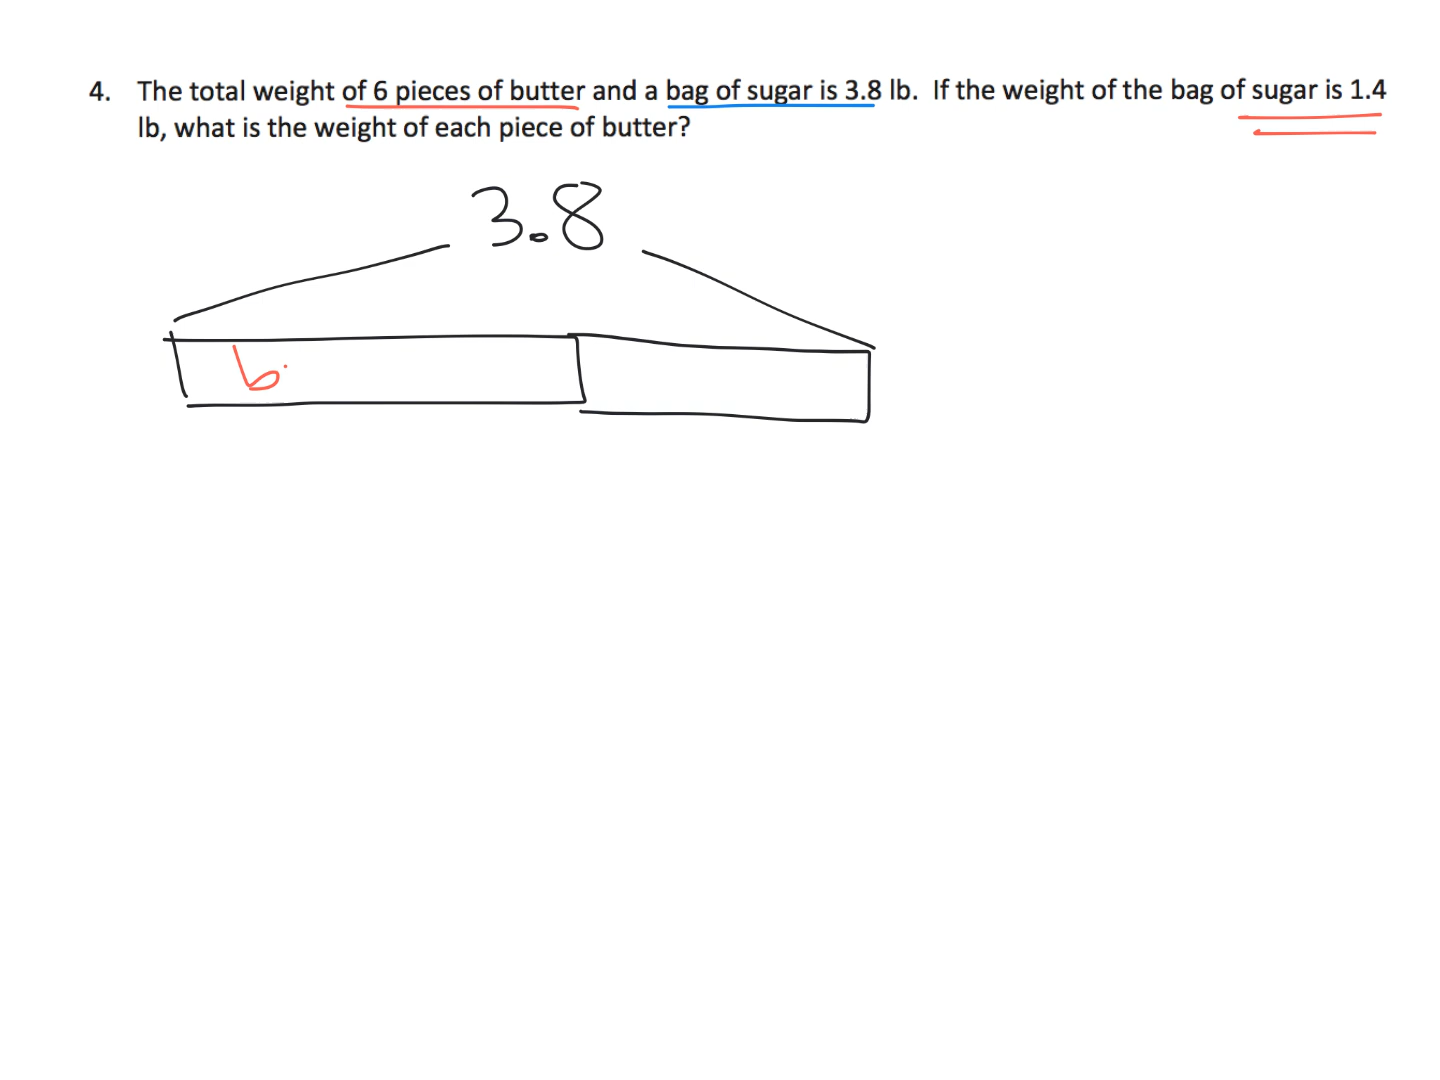 4. The total weight of 6 pieces of butter and a bag of sugar is 3.8 lb. If the weight of the bag of sugar is 1.4
lb, what is the weight of each piece of butter?
3.8
b